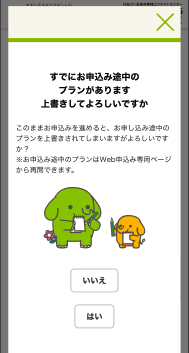 すでにお申込み途中の
プランがあります
上書きしてよろしいですか
このままお申込みを進めると、お申し込み途中の
プランを上書きされてしまいますがよろしいです
か？
※お申込み途中のプランはWeb申込み専用ページ
から再開できます。
いいえ
はい